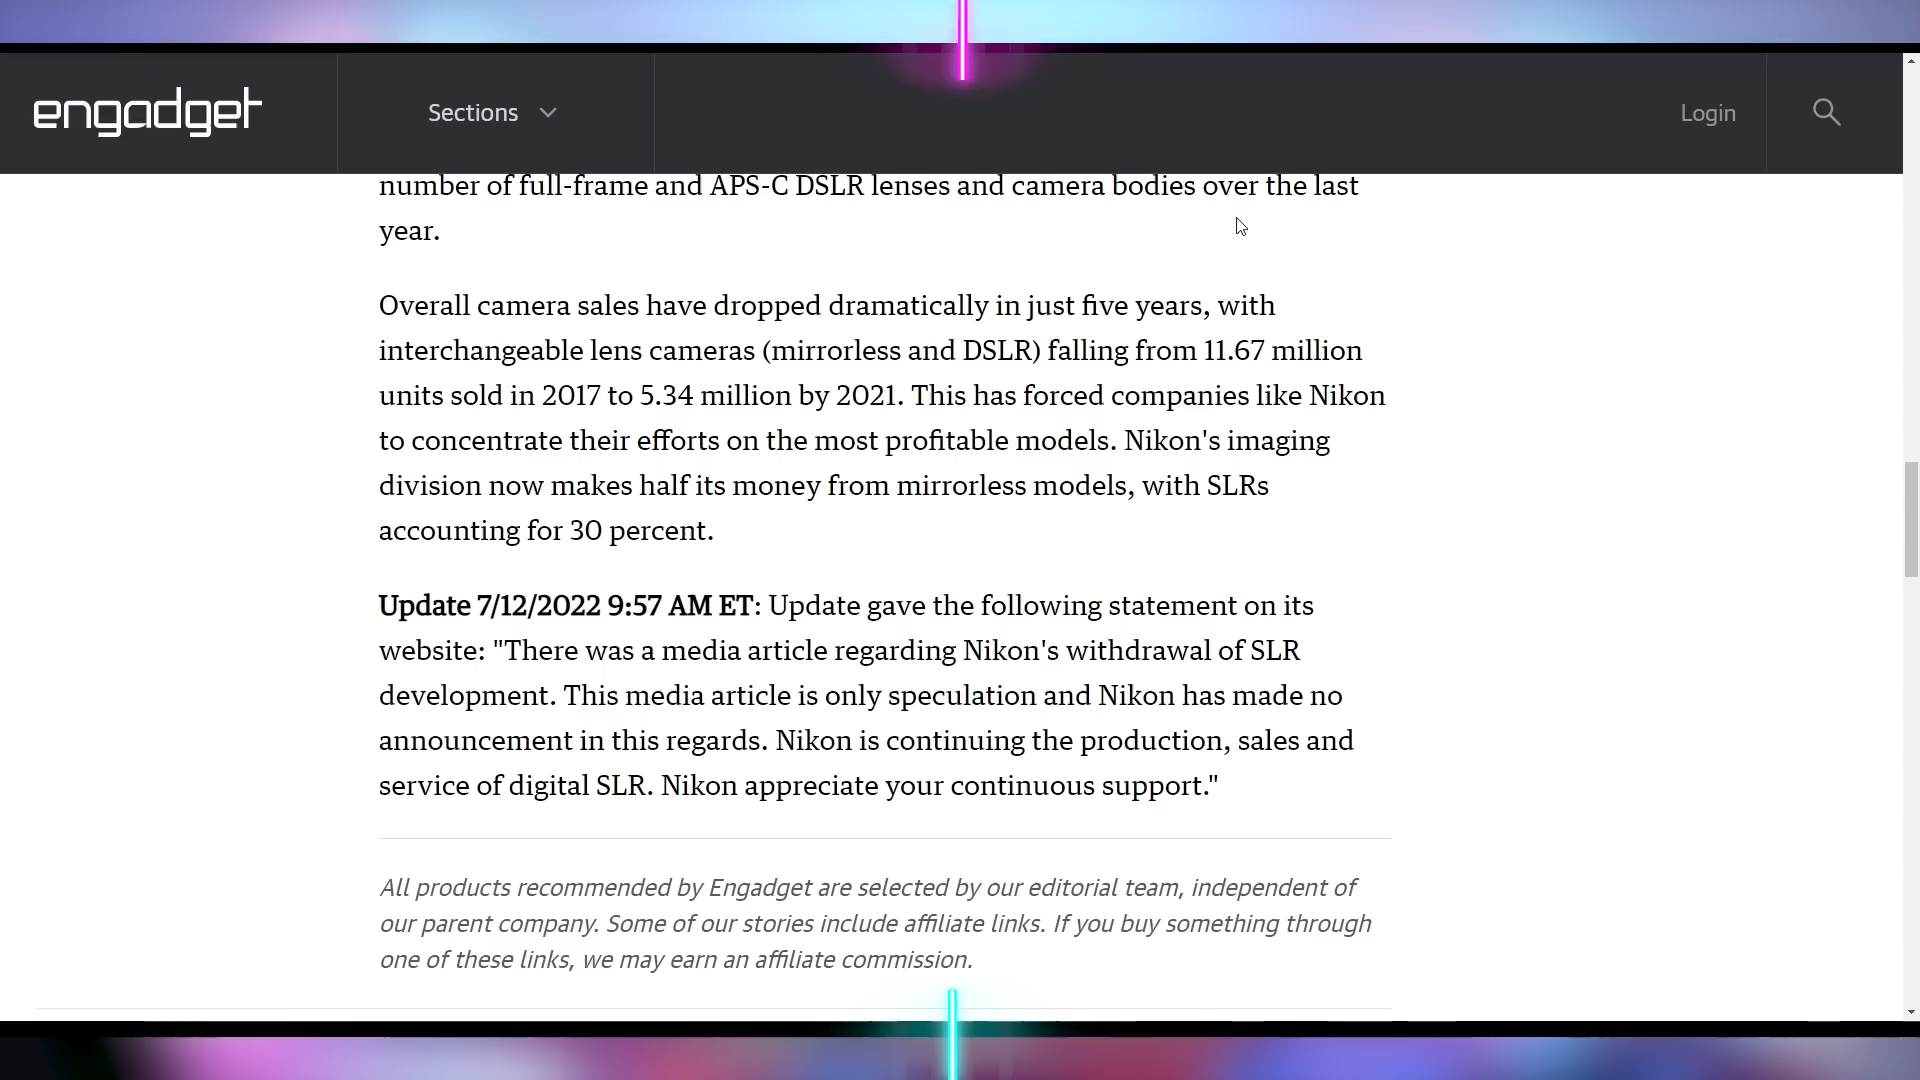 engadget
Sections
Login
number of full-frame and APS-C DSLR lenses and camera bodies over the last
year.
Overall camera sales have dropped dramatically in just five years, with
interchangeable lens cameras (mirrorless and DSLR) falling from 11.67 million
units sold in 2017 to 5.34 million by 2021. This has forced companies like Nikon
to concentrate their efforts on the most profitable models. Nikon's imaging
division now makes half its money from mirrorless models, with SLRs
accounting for 30 percent.
Update 7/12/2022 9:57 AM ET: Update gave the following statement on its
website: "There was a media article regarding Nikon's withdrawal of SLR
development. This media article is only speculation and Nikon has made no
announcement in this regards. Nikon is continuing the production, sales and
service of digital SLR. Nikon appreciate your continuous support."
All products recommended by Engadget are selected by our editorial team, independent of
our parent company. Some of our stories include affiliate links. If you buy something through
one of these links, we may earn an affiliate commission.